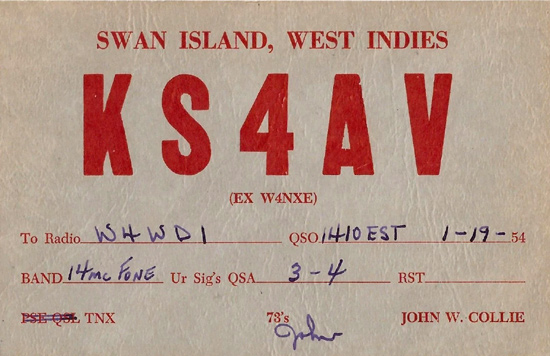 SWAN ISLAND, WEST INDIES
KS4AV
(EX W4NXE)
To Radio W4WDI QSO 1410 EST 1-19-54
BAND 14mc FONE Ur Sig's QSA 3-4 RST
PSE QSL TNX 73's JOHN W. COLLIE
John